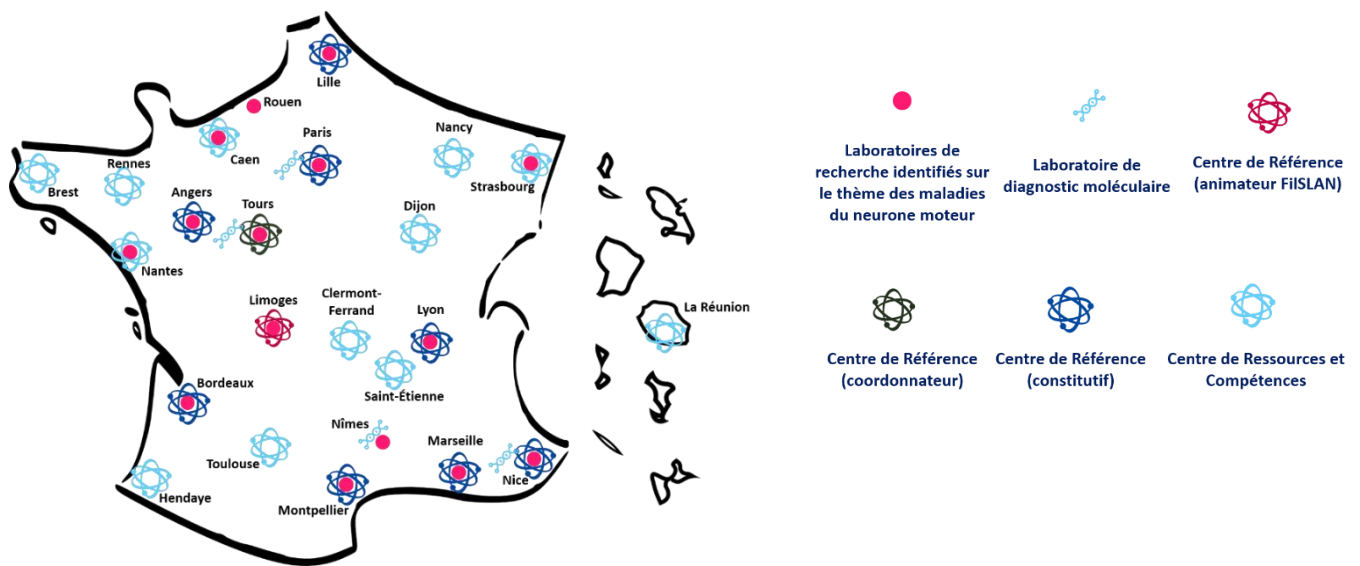 Lille
Rouen
Caen
Paris
Nancy
Strasbourg
Brest
Rennes
Angers
Tours
Dijon
Nantes
Limoges
Clermont-
Ferrand
Lyon
Saint-Étienne
La Réunion
Bordeaux
Nîmes
Toulouse
Marseille
Nice
Hendaye
Montpellier
Laboratoires de
recherche identifiés sur
le thème des maladies
du neurone moteur
Laboratoire de
diagnostic moléculaire
Centre de Référence
(animateur FilSLAN)
Centre de Référence
(coordonnateur)
Centre de Référence
(constitutif)
Centre de Ressources et
Compétences